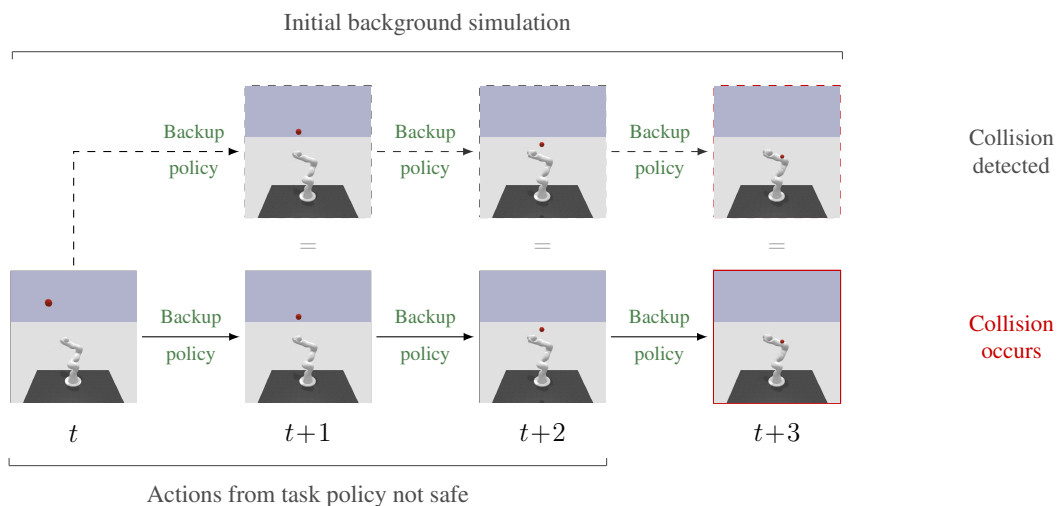 Initial background simulation
Backup
policy
Backup
policy
Backup
policy
Collision
detected
=
=
=
Backup
policy
Backup
policy
Backup
policy
Collision
occurs
t
t+1
t+2
t+3
Actions from task policy not safe